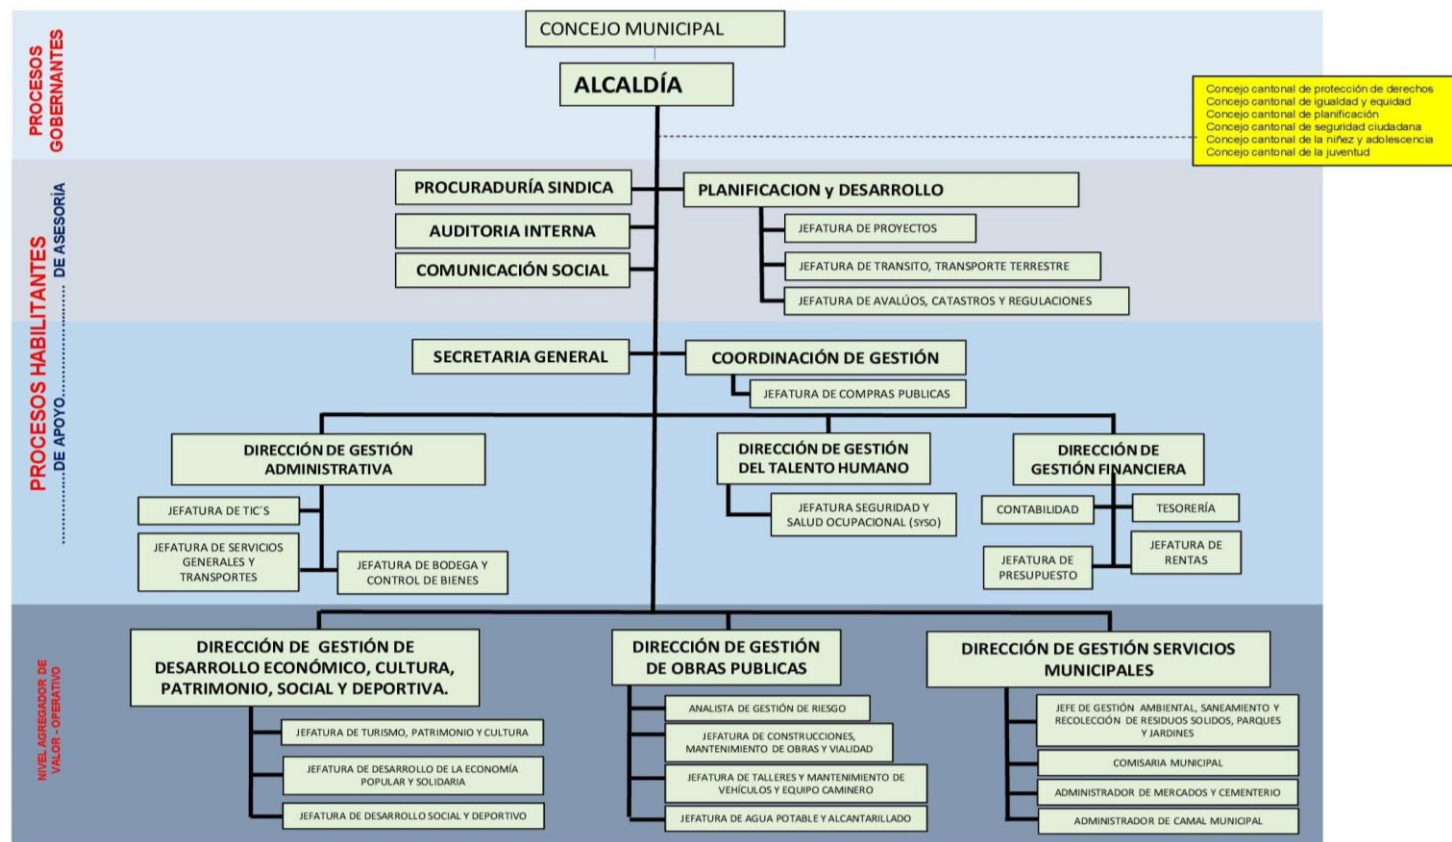 PROCESOS
GOBERNANTES
CONCEJO MUNICIPAL
ALCALDÍA
Concejo cantonal de protección de derechos
Concejo cantonal de igualdad y equidad
Concejo cantonal de planificación
Concejo cantonal de seguridad ciudadana
Concejo cantonal de la niñez y adolescencia
Concejo cantonal de la juventud
PROCESOS HABILITANTES
............DE APOYO........................... DE ASESORÍA
PROCURADURÍA SINDICA
AUDITORIA INTERNA
COMUNICACIÓN SOCIAL
PLANIFICACION y DESARROLLO
JEFATURA DE PROYECTOS
JEFATURA DE TRANSITO, TRANSPORTE TERRESTRE
JEFATURA DE AVALÚOS, CATASTROS Y REGULACIONES
SECRETARIA GENERAL
COORDINACIÓN DE GESTIÓN
JEFATURA DE COMPRAS PUBLICAS
DIRECCIÓN DE GESTIÓN
ADMINISTRATIVA
JEFATURA DE TIC´S
JEFATURA DE SERVICIOS
GENERALES Y
TRANSPORTES
JEFATURA DE BODEGA Y
CONTROL DE BIENES
DIRECCIÓN DE GESTIÓN
DEL TALENTO HUMANO
JEFATURA SEGURIDAD Y
SALUD OCUPACIONAL (SYSO)
DIRECCIÓN DE
GESTIÓN FINANCIERA
CONTABILIDAD
TESORERÍA
JEFATURA DE
PRESUPUESTO
JEFATURA DE
RENTAS
NIVEL AGREGADOR DE
VALOR - OPERATIVO
DIRECCIÓN DE GESTIÓN DE
DESARROLLO ECONÓMICO, CULTURA,
PATRIMONIO, SOCIAL Y DEPORTIVA.
JEFATURA DE TURISMO, PATRIMONIO Y CULTURA
JEFATURA DE DESARROLLO DE LA ECONOMÍA
POPULAR Y SOLIDARIA
JEFATURA DE DESARROLLO SOCIAL Y DEPORTIVO
DIRECCIÓN DE GESTIÓN
DE OBRAS PUBLICAS
ANALISTA DE GESTIÓN DE RIESGO
JEFATURA DE CONSTRUCCIONES,
MANTENIMIENTO DE OBRAS Y VIALIDAD
JEFATURA DE TALLERES Y MANTENIMIENTO DE
VEHÍCULOS Y EQUIPO CAMINERO
JEFATURA DE AGUA POTABLE Y ALCANTARILLADO
DIRECCIÓN DE GESTIÓN SERVICIOS
MUNICIPALES
JEFE DE GESTIÓN AMBIENTAL, SANEAMIENTO Y
RECOLECCIÓN DE RESIDUOS SOLIDOS, PARQUES Y
JARDINES
COMISARIA MUNICIPAL
ADMINISTRADOR DE MERCADOS Y CEMENTERIO
ADMINISTRADOR DE CAMAL MUNICIPAL